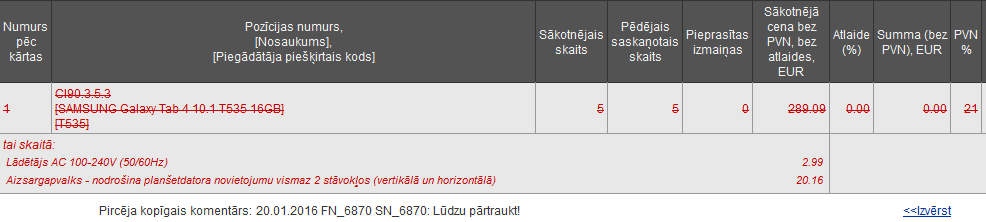 Numurs pēc kārtas
Pozīcijas numurs, [Nosaukums], [Piegādātāja piešķirtais kods]
Sākotnējais skaits
Pēdējais saskaņotais skaits
Pieprasītas izmaiņas
Sākotnējā cena bez PVN, bez atlaides, EUR
Atlaide (%)
Summa (bez PVN), EUR
PVN %
1
CI90.3.5.3
[SAMSUNG Galaxy Tab 4 10.1 T535 16GB]
[T535]
5
5
0
289.09
0.00
0.00
21
tai skaitā:
Lādētājs AC 100-240V (50/60Hz) 2.99
Aizsargapvalks - nodrošina planšetdatora novietojumu vismaz 2 stāvokļos (vertikālā un horizontālā) 20.16
Pircēja kopīgais komentārs: 20.01.2016 FN_6870 SN_6870: Lūdzu pārtraukt! <<Izvērst